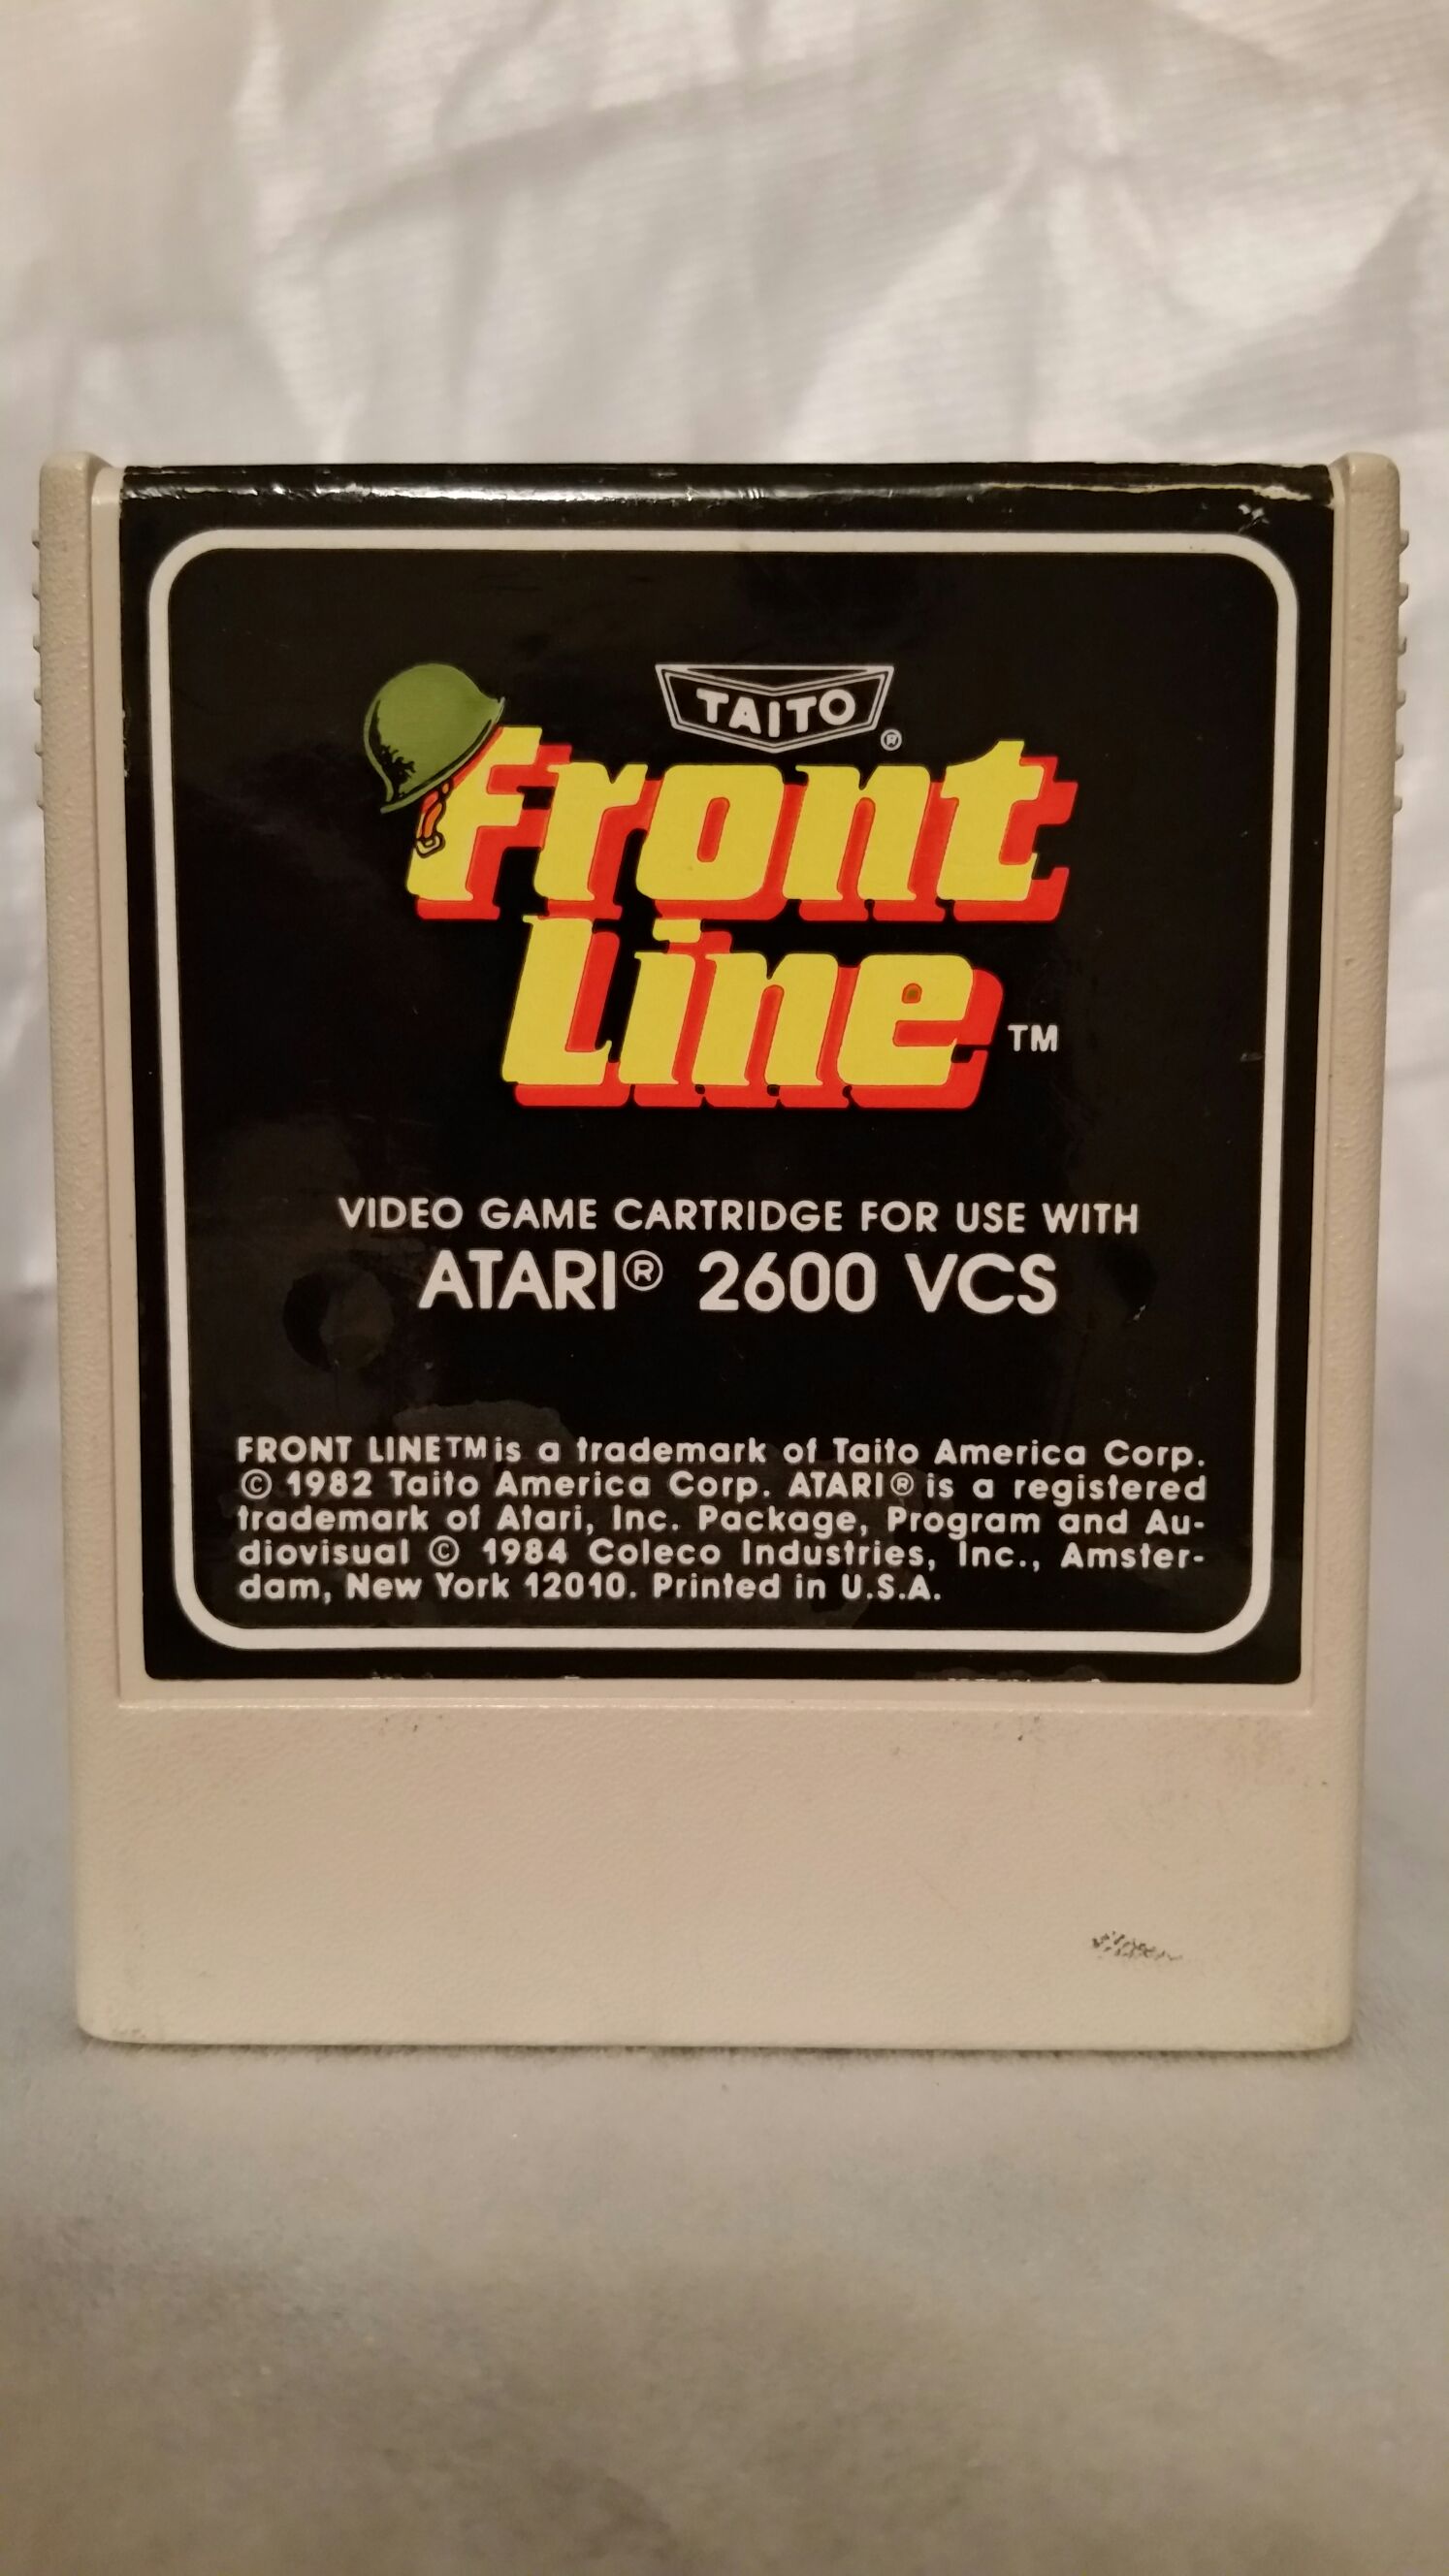 TAITO®
Front
Line™
VIDEO GAME CARTRIDGE FOR USE WITH
ATARI® 2600 VCS
FRONT LINE™ is a trademark of Taito America Corp.
© 1982 Taito America Corp. ATARI® is a registered
trademark of Atari, Inc. Package, Program and Au-
diovisual © 1984 Coleco Industries, Inc., Amster-
dam, New York 12010. Printed in U.S.A.